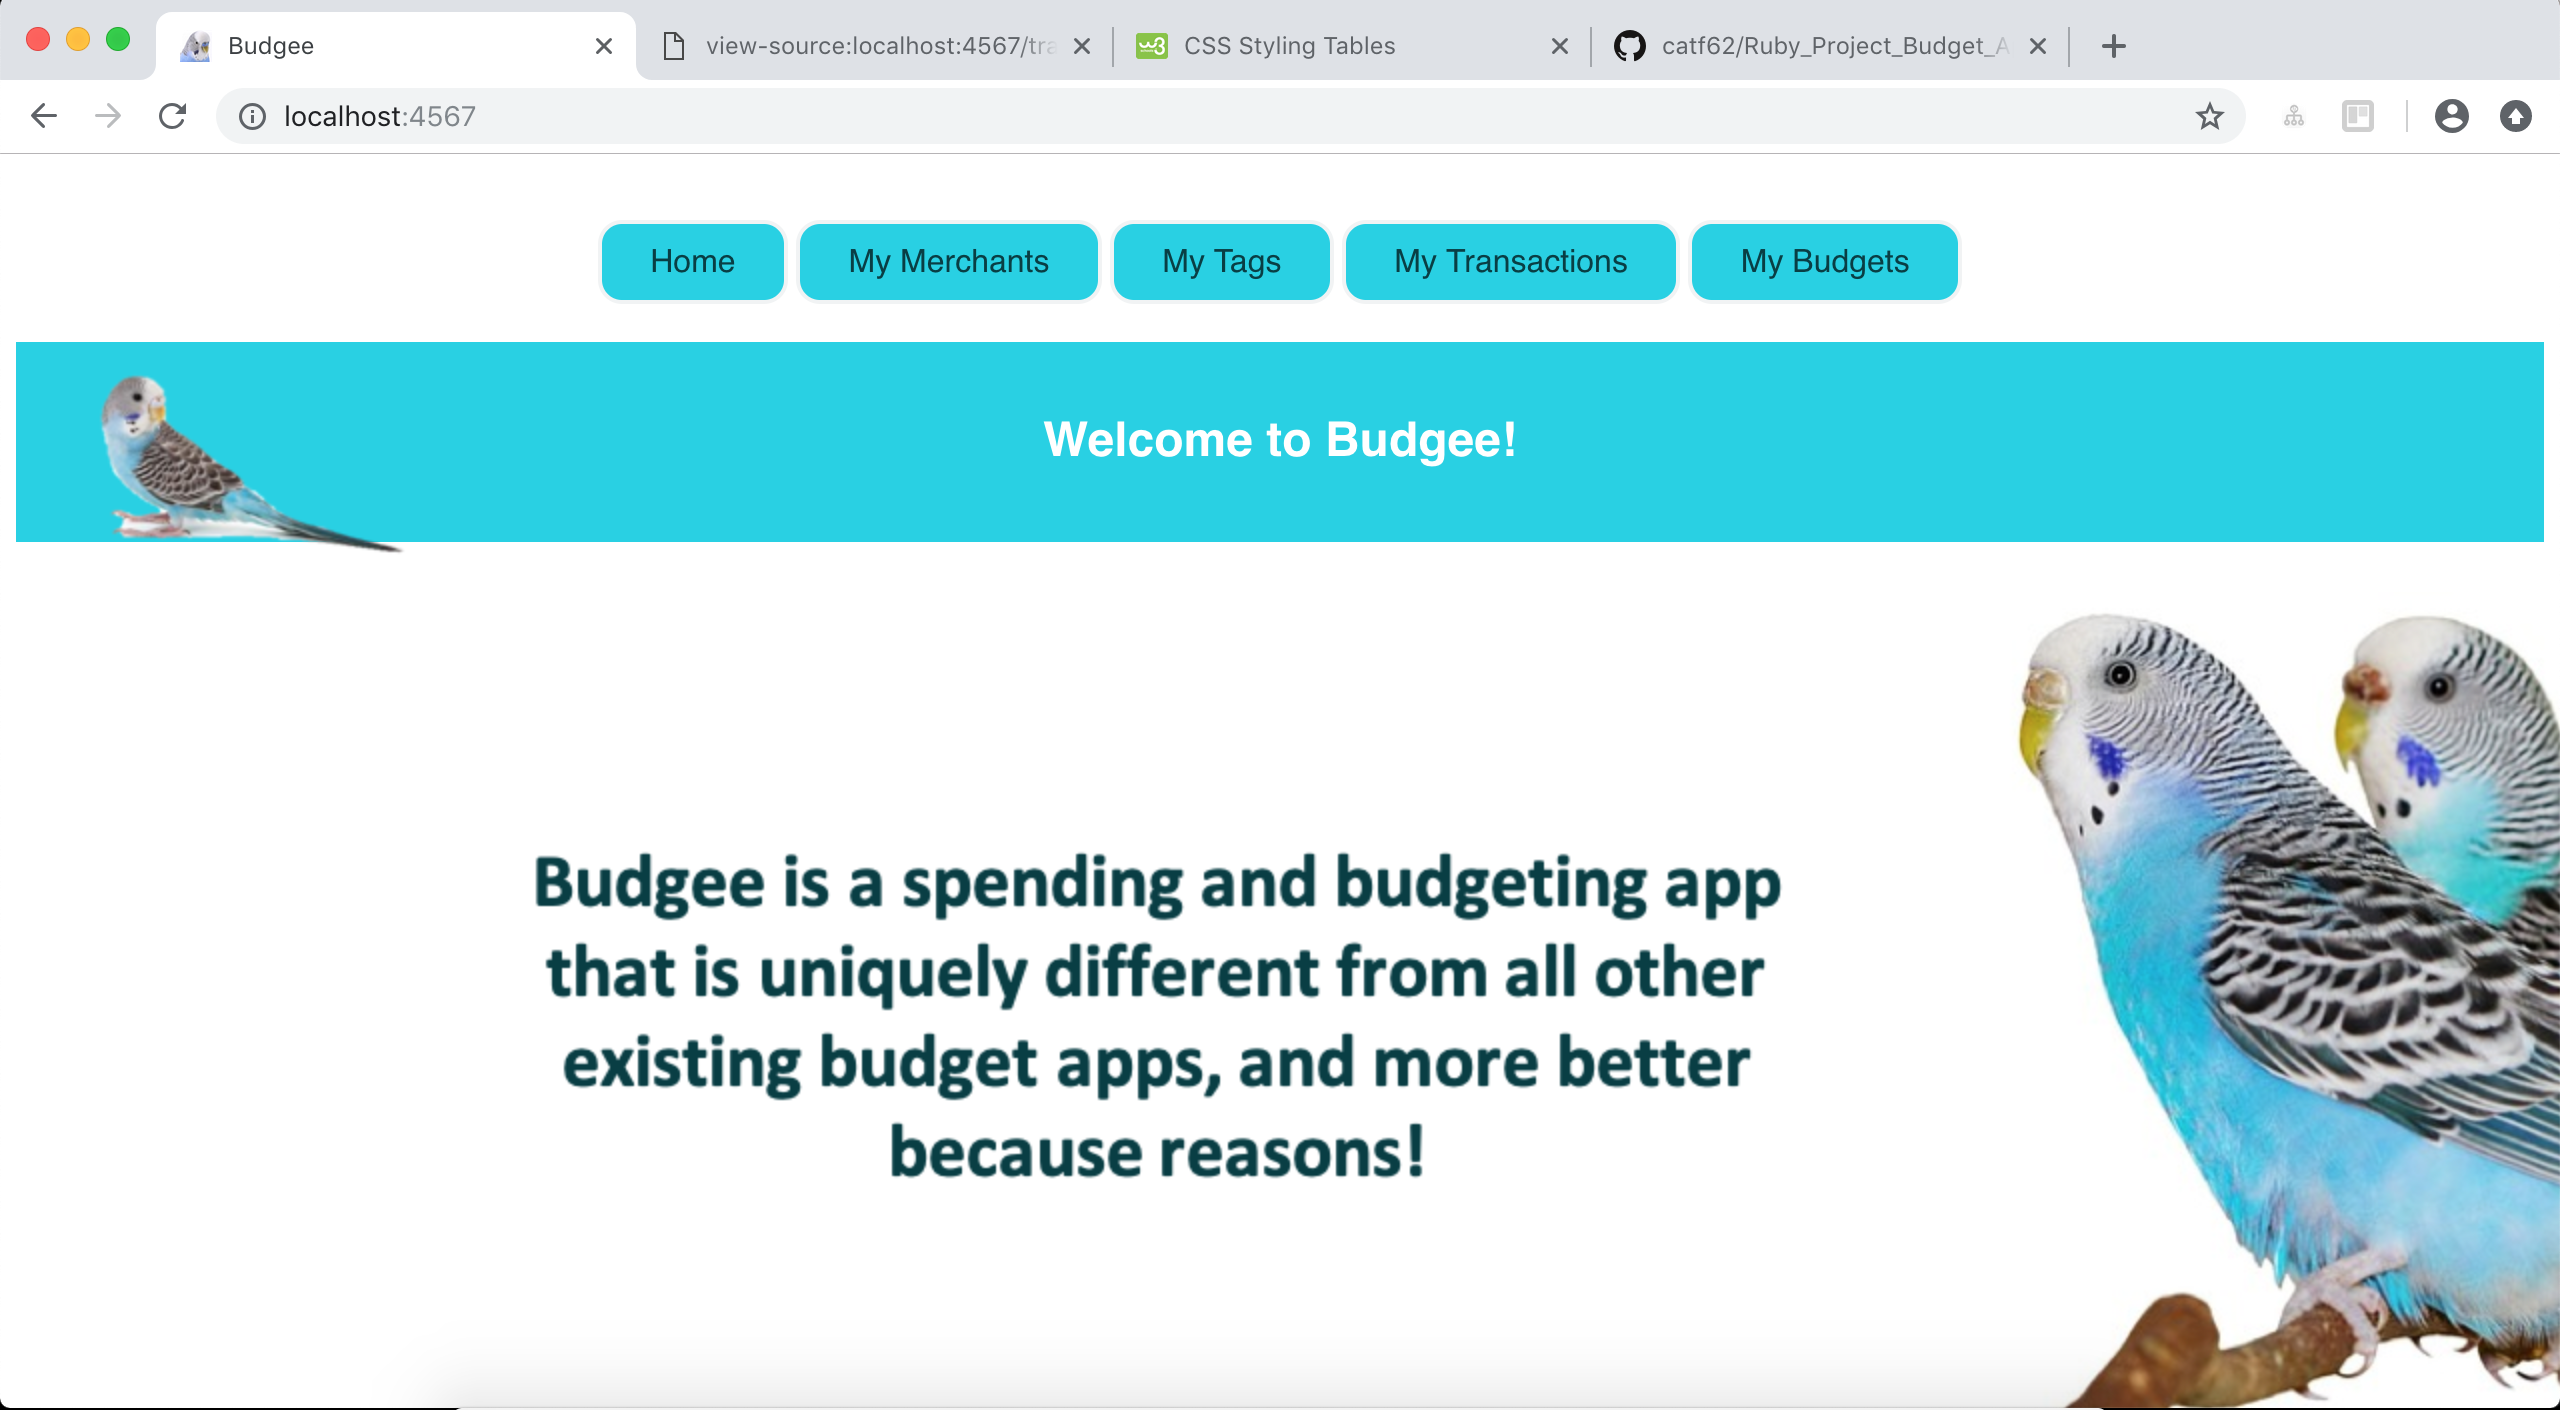 Budgee
view-source:localhost:4567/tra
CSS Styling Tables
catf62/Ruby_Project_Budget_A
localhost:4567
Home
My Merchants
My Tags
My Transactions
My Budgets
Welcome to Budgee!
Budgee is a spending and budgeting app
that is uniquely different from all other
existing budget apps, and more better
because reasons!